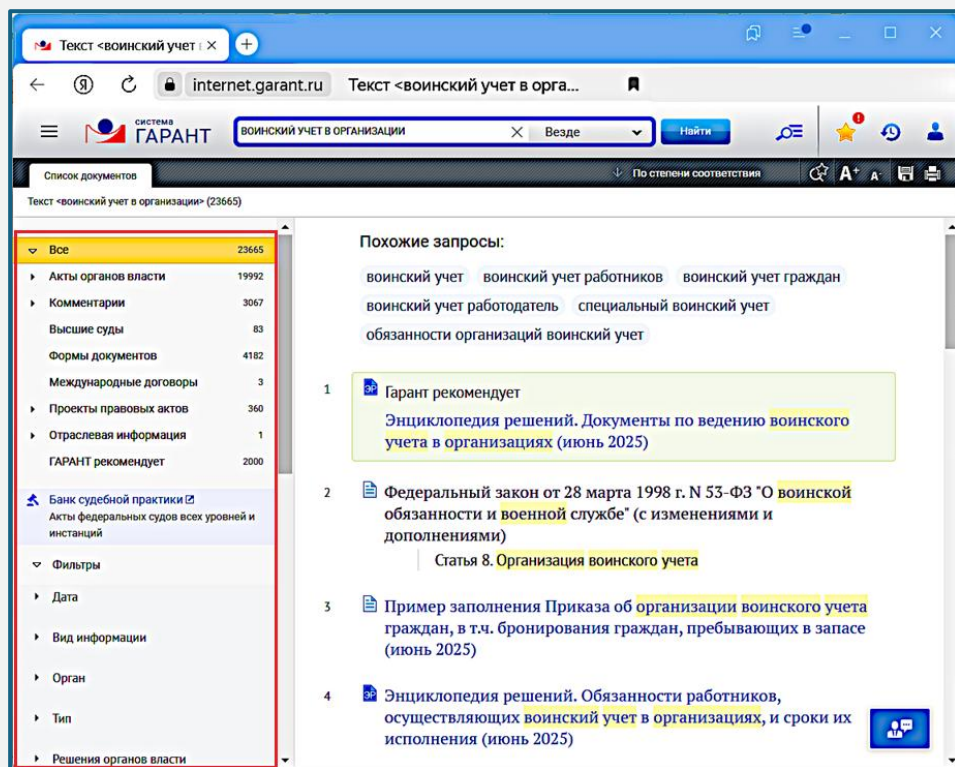 Текст <воинский учет в
internet.garant.ru Текст <воинский учет в орга...
система
ГАРАНТ
ВОИНСКИЙ УЧЕТ В ОРГАНИЗАЦИИ Везде Найти
Список документов По степени соответствия A+ A-
Текст <воинский учет в организации> (23665)
Все 23665
Акты органов власти 19992
Комментарии 3067
Высшие суды 83
Формы документов 4182
Международные договоры 3
Проекты правовых актов 360
Отраслевая информация 1
ГАРАНТ рекомендует 2000
Банк судебной практики
Акты федеральных судов всех уровней и
инстанций
Фильтры
Дата
Вид информации
Орган
Тип
Решения органов власти
Похожие запросы:
воинский учет воинский учет работников воинский учет граждан
воинский учет работодатель специальный воинский учет
обязанности организаций воинский учет
1 ЭР Гарант рекомендует
Энциклопедия решений. Документы по ведению воинского
учета в организациях (июнь 2025)
2 Федеральный закон от 28 марта 1998 г. N 53-ФЗ "О воинской
обязанности и военной службе" (с изменениями и
дополнениями)
Статья 8. Организация воинского учета
3 Пример заполнения Приказа об организации воинского учета
граждан, в т.ч. бронирования граждан, пребывающих в запасе
(июнь 2025)
4 ЭР Энциклопедия решений. Обязанности работников,
осуществляющих воинский учет в организациях, и сроки их
исполнения (июнь 2025)